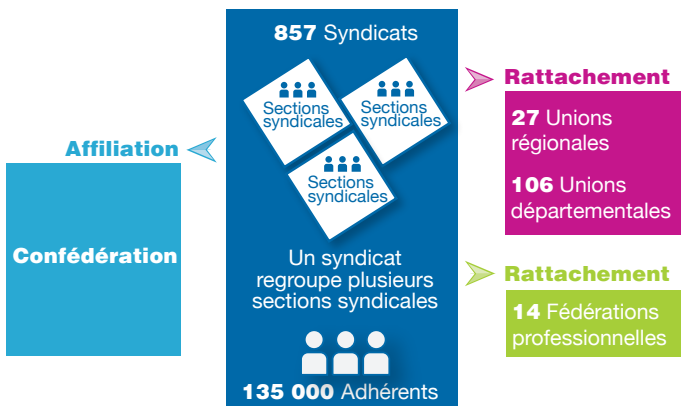 Affiliation
Confédération
857 Syndicats
Sections
syndicales
Sections
syndicales
Sections
syndicales
Un syndicat
regroupe plusieurs
sections syndicales
135 000 Adhérents
Rattachement
27 Unions
régionales
106 Unions
départementales
Rattachement
14 Fédérations
professionnelles